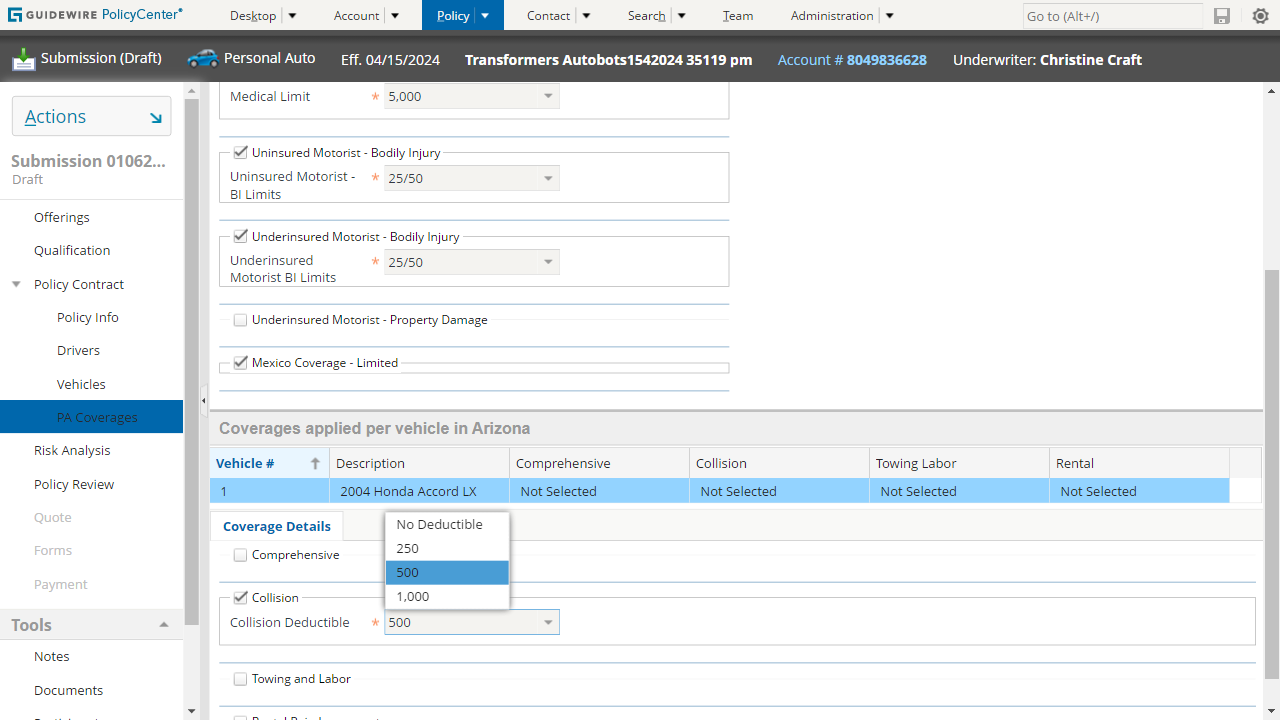 GUIDEWIRE PolicyCenter®
Desktop
Account
Policy
Contact
Search
Team
Administration
Go to (Alt+/)
Submission (Draft)
Personal Auto
Eff. 04/15/2024
Transformers Autobots1542024 35119 pm
Account # 8049836628
Underwriter: Christine Craft
Actions
Submission 01062...
Draft
Offerings
Qualification
Policy Contract
Policy Info
Drivers
Vehicles
PA Coverages
Risk Analysis
Policy Review
Quote
Forms
Payment
Tools
Notes
Documents
Medical Limit * 5,000
Uninsured Motorist - Bodily Injury
Uninsured Motorist - BI Limits * 25/50
Underinsured Motorist - Bodily Injury
Underinsured Motorist BI Limits * 25/50
Underinsured Motorist - Property Damage
Mexico Coverage - Limited
Coverages applied per vehicle in Arizona
Vehicle # Description Comprehensive Collision Towing Labor Rental
1 2004 Honda Accord LX Not Selected Not Selected Not Selected Not Selected
Coverage Details
No Deductible
250
500
1,000
Comprehensive
Collision
Collision Deductible * 500
Towing and Labor